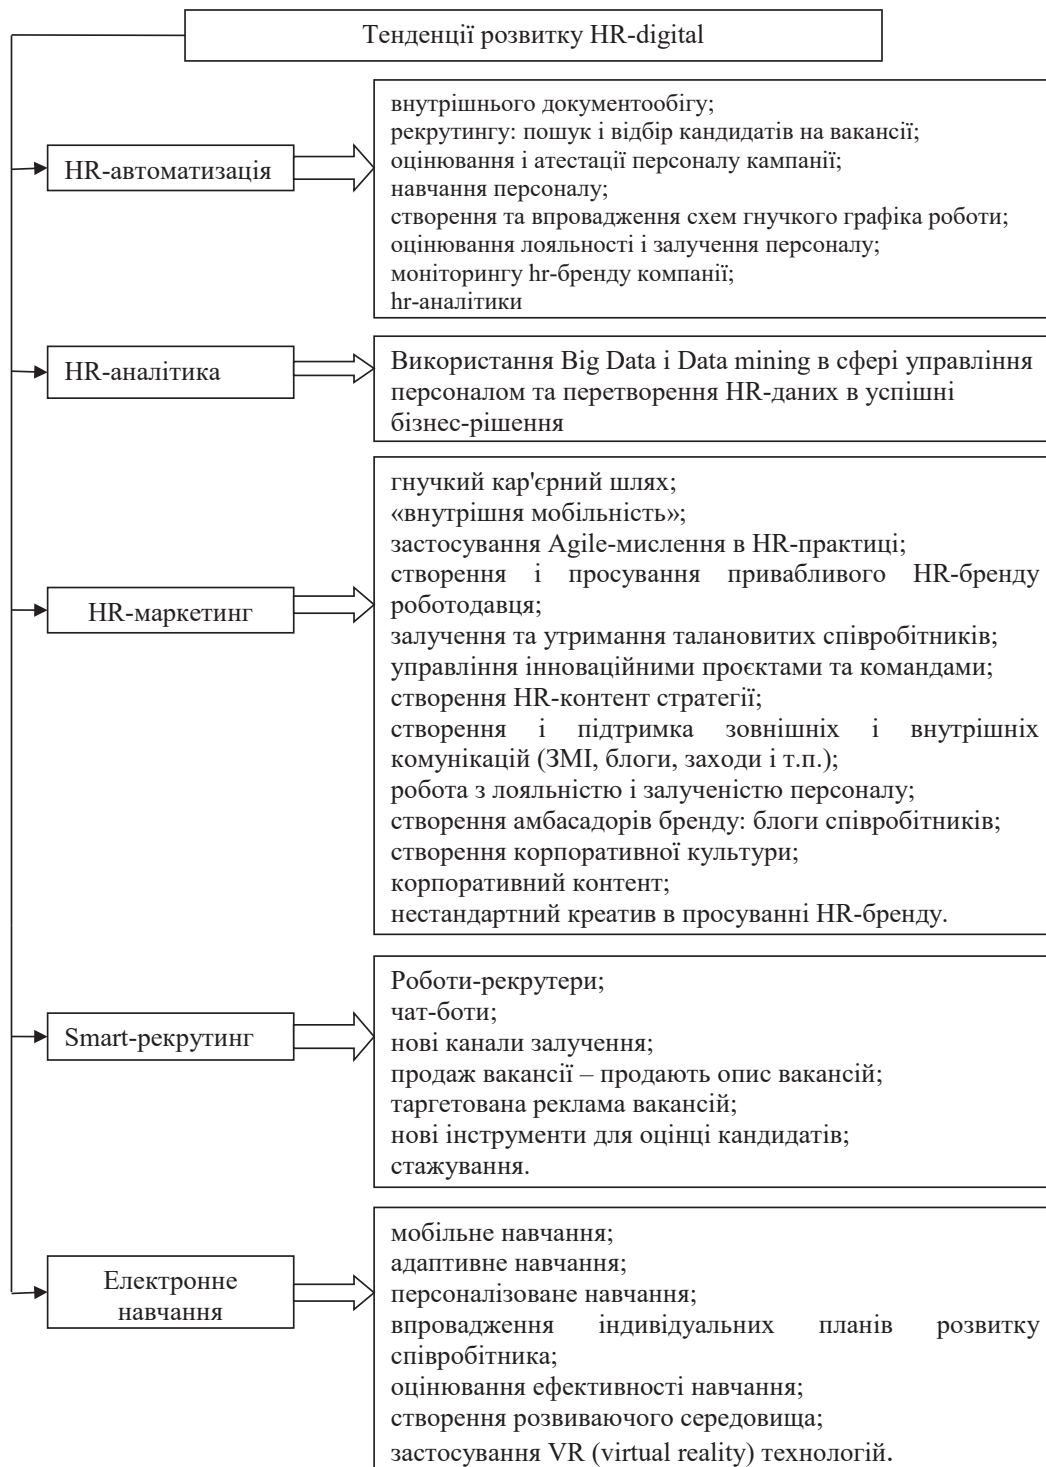 Тенденції розвитку HR-digital
HR-автоматизація
внутрішнього документообігу;
рекрутингу: пошук і відбір кандидатів на вакансії;
оцінювання і атестації персоналу кампанії;
навчання персоналу;
створення та впровадження схем гнучкого графіка роботи;
оцінювання лояльності і залучення персоналу;
моніторингу hr-бренду компанії;
hr-аналітики
HR-аналітика
Використання Big Data і Data mining в сфері управління
персоналом та перетворення HR-даних в успішні
бізнес-рішення
HR-маркетинг
гнучкий кар'єрний шлях;
«внутрішня мобільність»;
застосування Agile-мислення в HR-практиці;
створення і просування привабливого HR-бренду
роботодавця;
залучення та утримання талановитих співробітників;
управління інноваційними проєктами та командами;
створення HR-контент стратегії;
створення і підтримка зовнішніх і внутрішніх
комунікацій (ЗМІ, блоги, заходи і т.п.);
робота з лояльністю і залученістю персоналу;
створення амбасадорів бренду: блоги співробітників;
створення корпоративної культури;
корпоративний контент;
нестандартний креатив в просуванні HR-бренду.
Smart-рекрутинг
Роботи-рекрутери;
чат-боти;
нові канали залучення;
продаж вакансії – продають опис вакансій;
таргетована реклама вакансій;
нові інструменти для оцінці кандидатів;
стажування.
Електронне
навчання
мобільне навчання;
адаптивне навчання;
персоналізоване навчання;
впровадження індивідуальних планів розвитку
співробітника;
оцінювання ефективності навчання;
створення розвиваючого середовища;
застосування VR (virtual reality) технологій.